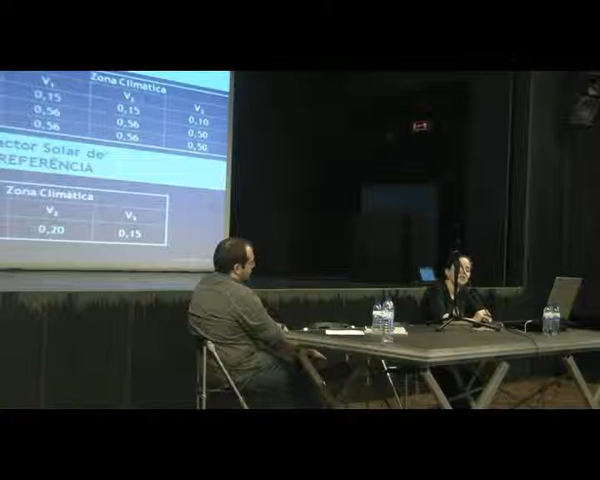 Zona Climática
V₁ V₂ V₃
0,15 0,15 0,10
0,56 0,56 0,50
0,56 0,56 0,50
actor Solar de
REFERÊNCIA
Zona Climática
V₂ V₃
0,20 0,15